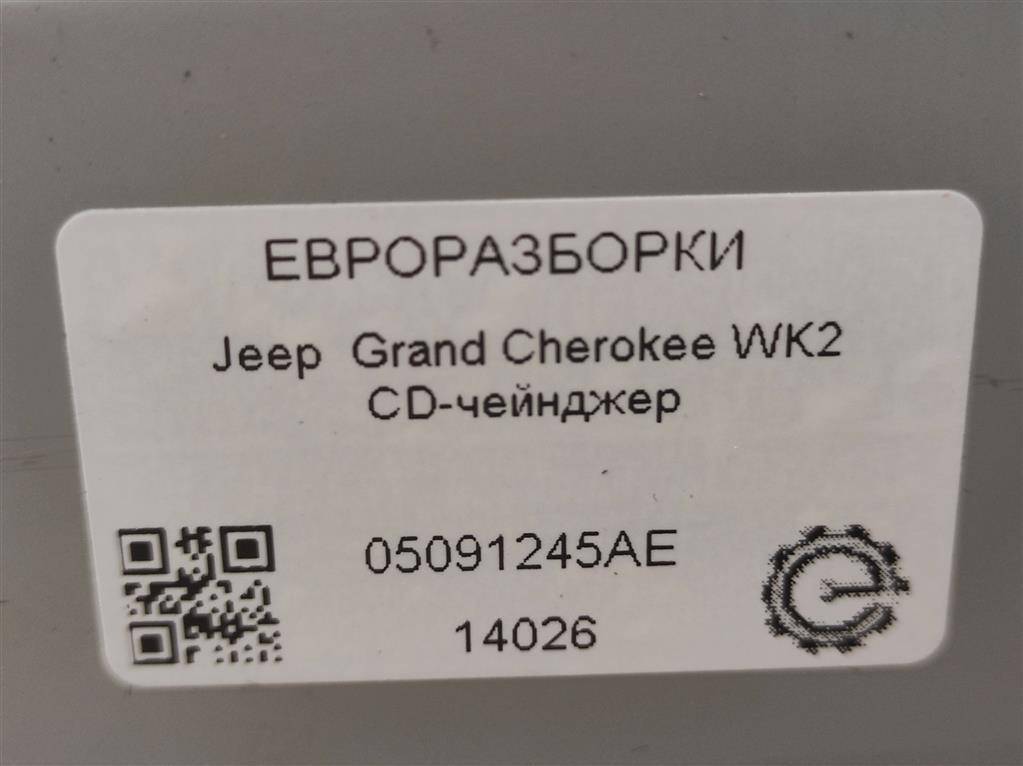 ЕВРОРАЗБОРКИ
Jeep Grand Cherokee WK2
CD-чейнджер
05091245AE
14026